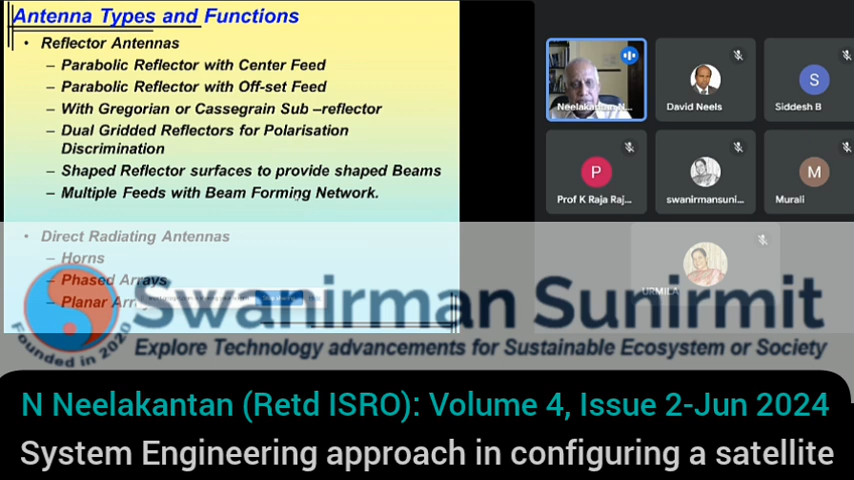 Antenna Types and Functions
• Reflector Antennas
– Parabolic Reflector with Center Feed
– Parabolic Reflector with Off-set Feed
– With Gregorian or Cassegrain Sub –reflector
– Dual Gridded Reflectors for Polarisation
Discrimination
– Shaped Reflector surfaces to provide shaped Beams
– Multiple Feeds with Beam Forming Network.
• Direct Radiating Antennas
– Horns
– Phased Arrays
– Planar Arr
Neelakantan N...
David Neels
S
Siddesh B
P
Prof K Raja Raj...
swanirmansuni...
M
Murali
URMILA
Swanirman Sunirmit
Explore Technology advancements for Sustainable Ecosystem or Society
Founded in 2020
N Neelakantan (Retd ISRO): Volume 4, Issue 2-Jun 2024
System Engineering approach in configuring a satellite